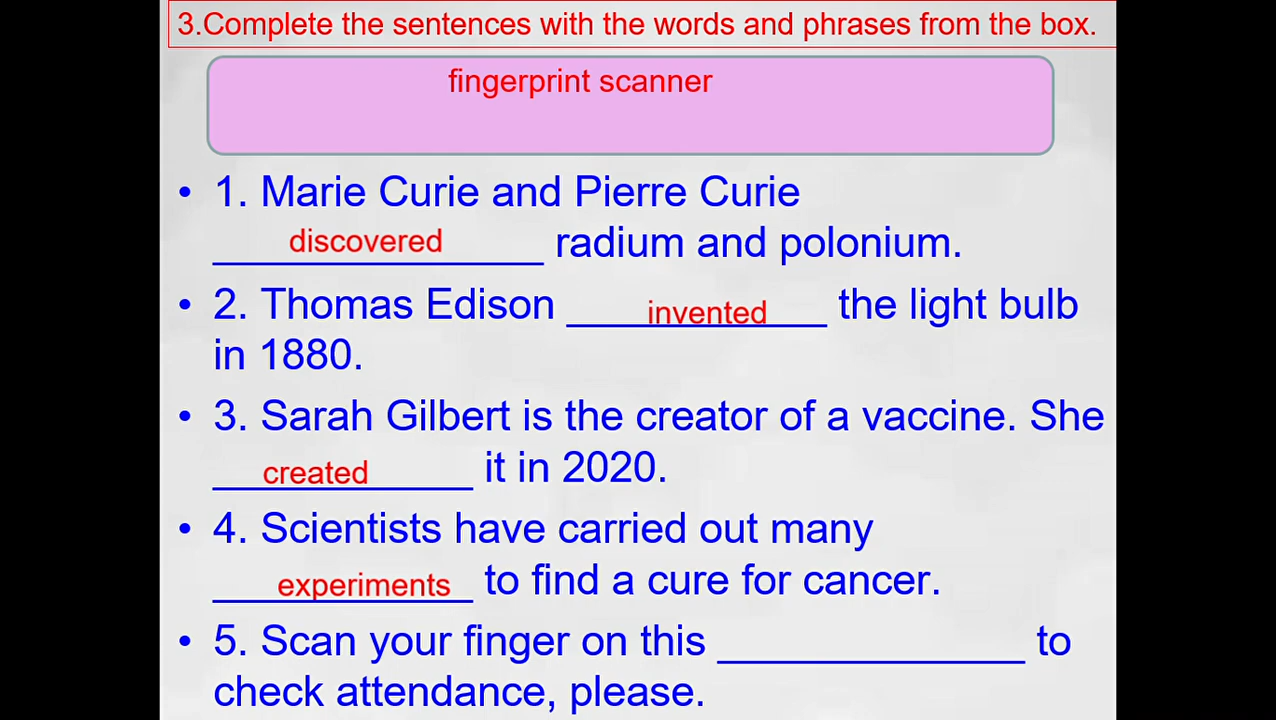 3.Complete the sentences with the words and phrases from the box.
fingerprint scanner
• 1. Marie Curie and Pierre Curie
discovered radium and polonium.
• 2. Thomas Edison invented the light bulb
in 1880.
• 3. Sarah Gilbert is the creator of a vaccine. She
created it in 2020.
• 4. Scientists have carried out many
experiments to find a cure for cancer.
• 5. Scan your finger on this _____________ to
check attendance, please.